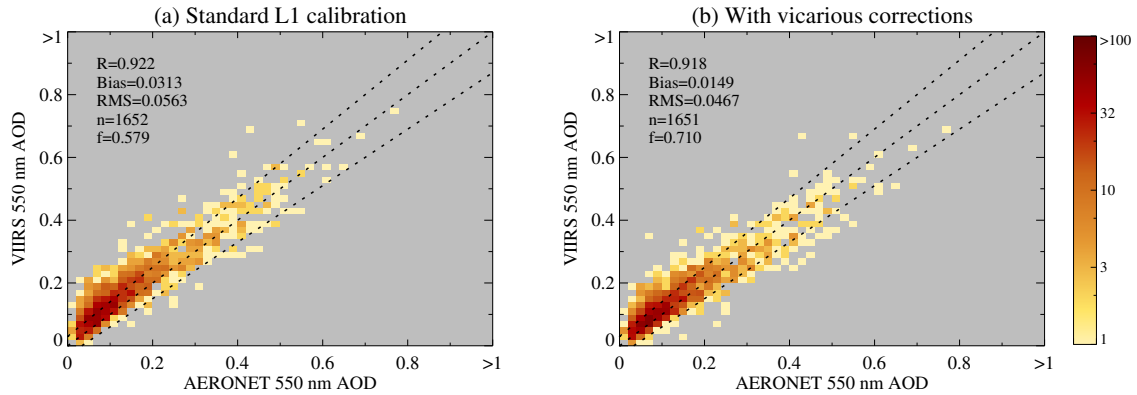 (a) Standard L1 calibration
>1
0.8
0.6
0.4
0.2
0
VIIRS 550 nm AOD
R=0.922
Bias=0.0313
RMS=0.0563
n=1652
f=0.579
0 0.2 0.4 0.6 0.8 >1
AERONET 550 nm AOD
(b) With vicarious corrections
>1
0.8
0.6
0.4
0.2
0
VIIRS 550 nm AOD
R=0.918
Bias=0.0149
RMS=0.0467
n=1651
f=0.710
0 0.2 0.4 0.6 0.8 >1
AERONET 550 nm AOD
>100
32
10
3
1